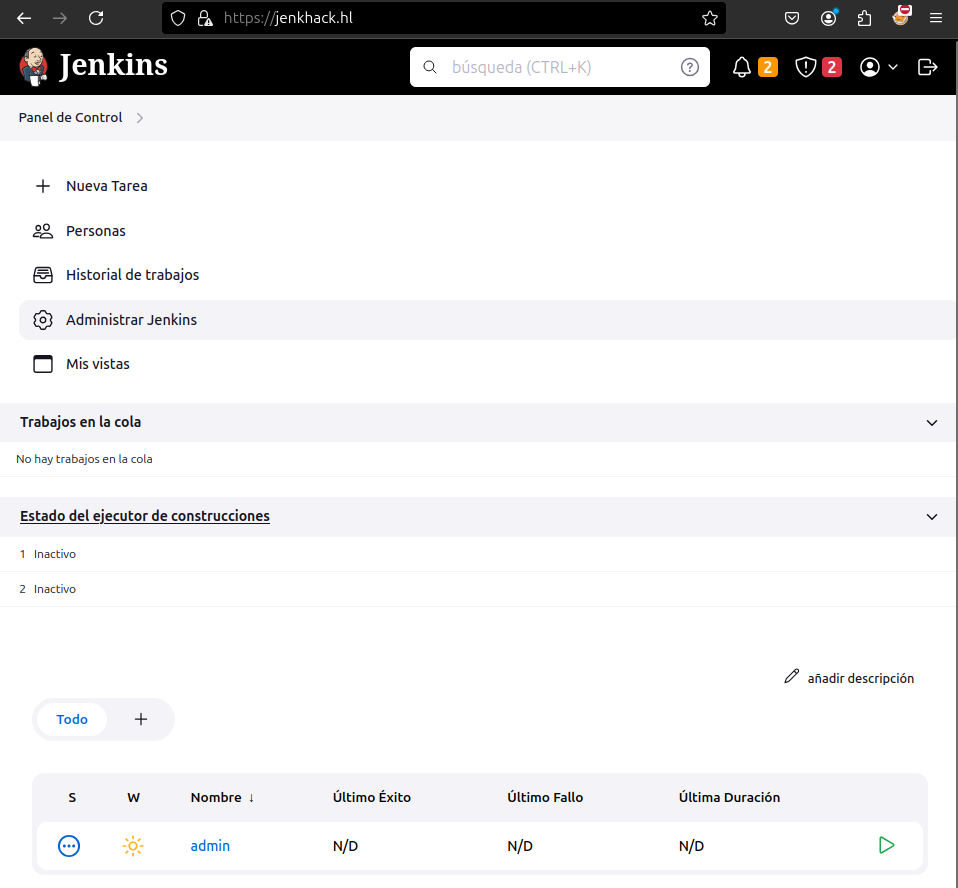 https://jenkhack.hl
Jenkins
búsqueda (CTRL+K)
2
2
Panel de Control
Nueva Tarea
Personas
Historial de trabajos
Administrar Jenkins
Mis vistas
Trabajos en la cola
No hay trabajos en la cola
Estado del ejecutor de construcciones
1 Inactivo
2 Inactivo
añadir descripción
Todo +
S W Nombre ↓ Último Éxito Último Fallo Última Duración
admin N/D N/D N/D